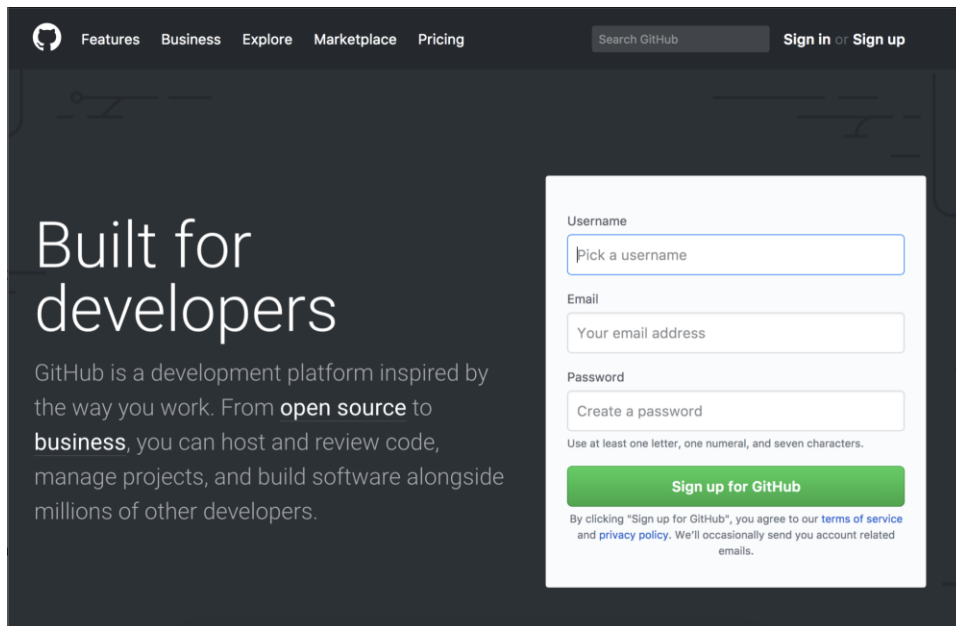 Features Business Explore Marketplace Pricing Search GitHub Sign in or Sign up
Built for
developers
GitHub is a development platform inspired by
the way you work. From open source to
business, you can host and review code,
manage projects, and build software alongside
millions of other developers.
Username
Pick a username
Email
Your email address
Password
Create a password
Use at least one letter, one numeral, and seven characters.
Sign up for GitHub
By clicking "Sign up for GitHub", you agree to our terms of service
and privacy policy. We'll occasionally send you account related
emails.